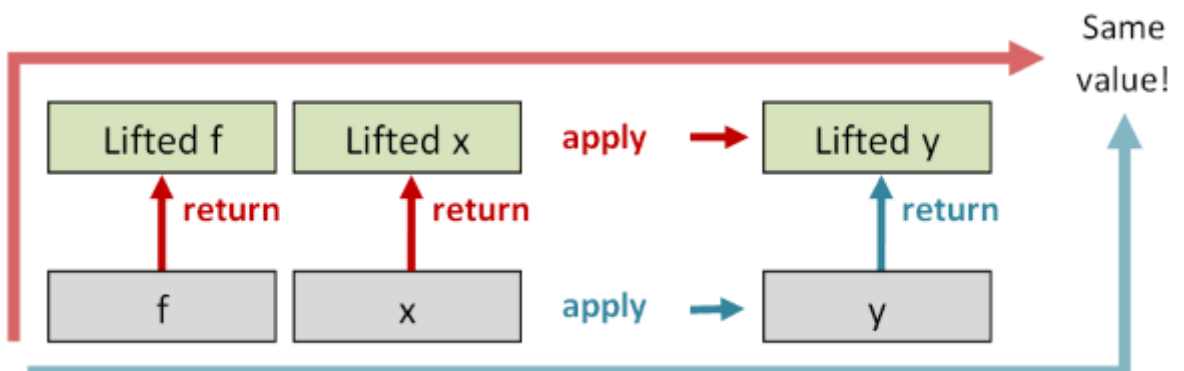 Same
value!
Lifted f Lifted x apply Lifted y
return return return
f x apply y